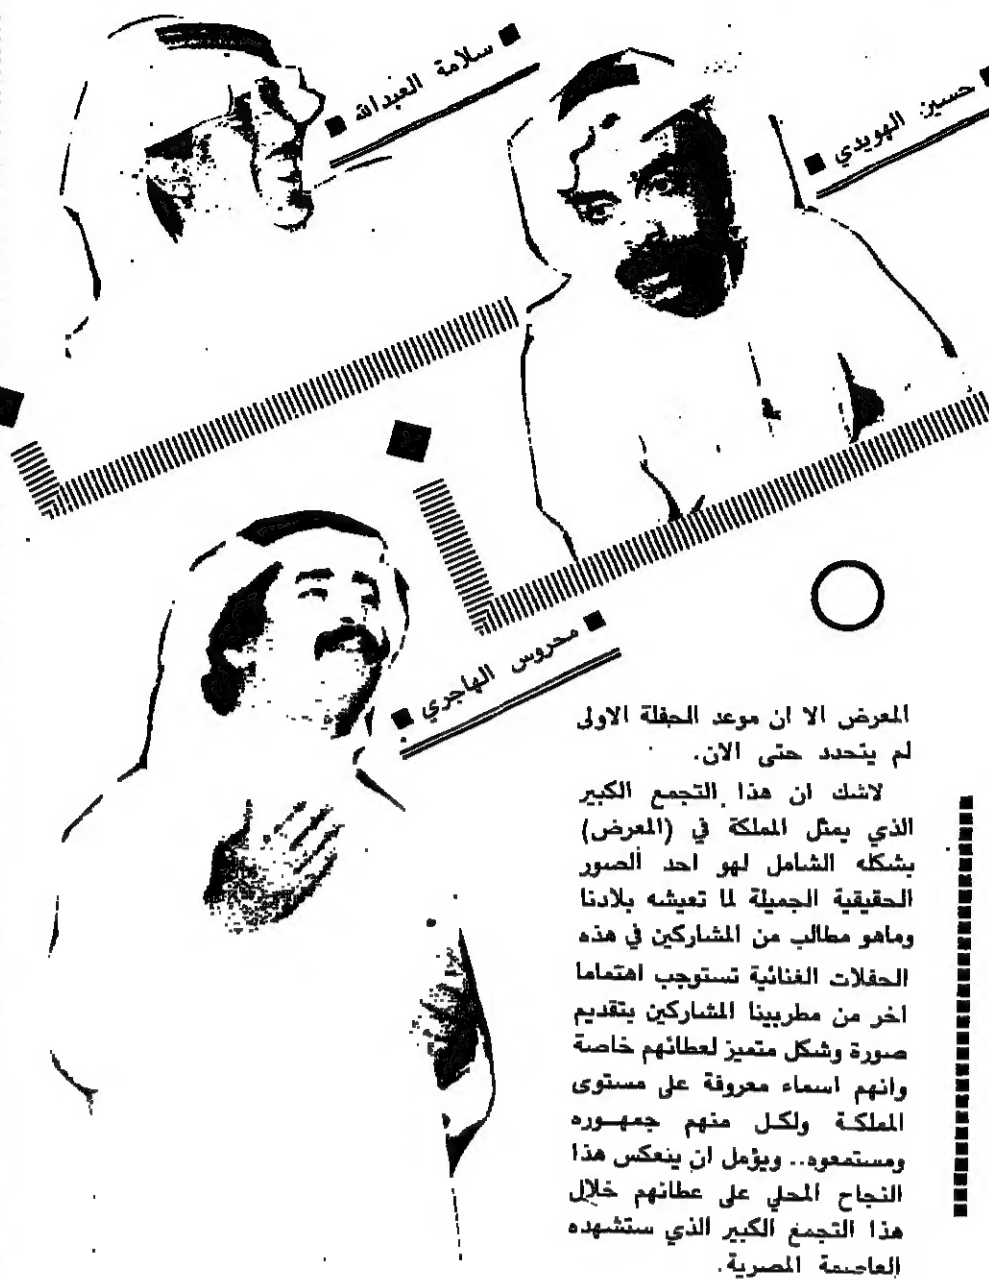 ■ سلامة العبدالله ■
■ حسين الهويدي ■
■ محروس الهاجري ■
المعرض الا ان موعد الحفلة الاولى
لم يتحدد حتى الان.
لاشك ان هذا التجمع الكبير
الذي يمثل المملكة في (المعرض)
بشكله الشامل لهو احد الصور
الحقيقية الجميلة لما تعيشه بلادنا
وماهو مطالب من المشاركين في هذه
الحفلات الغنائية تستوجب اهتماما
اخر من مطربينا المشاركين بتقديم
صورة وشكل متميز لعطائهم خاصة
وانهم اسماء معروفة على مستوى
المملكة ولكل منهم جمهوره
ومستمعوه.. ويؤمل ان ينعكس هذا
النجاح المحلي على عطائهم خلال
هذا التجمع الكبير الذي ستشهده
العاصمة المصرية.